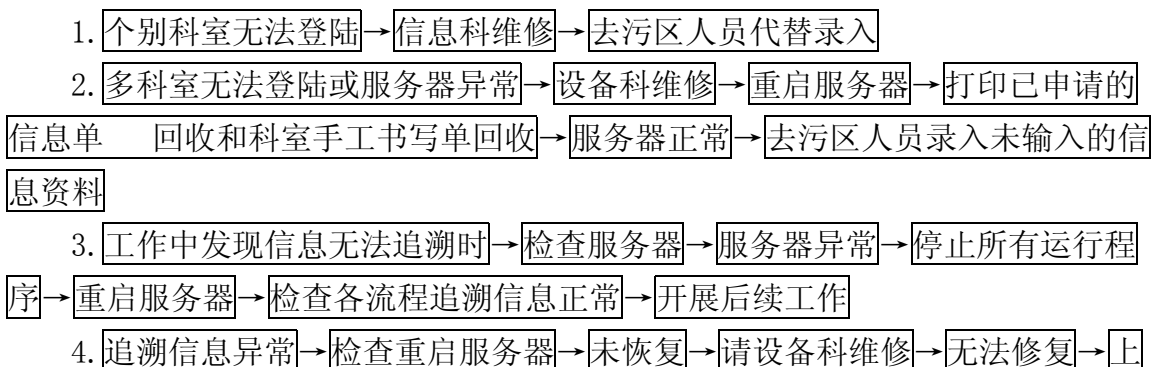 1.个别科室无法登陆→信息科维修→去污区人员代替录入
2.多科室无法登陆或服务器异常→设备科维修→重启服务器→打印已申请的
信息单　　回收和科室手工书写单回收→服务器正常→去污区人员录入未输入的信
息资料
3.工作中发现信息无法追溯时→检查服务器→服务器异常→停止所有运行程
序→重启服务器→检查各流程追溯信息正常→开展后续工作
4.追溯信息异常→检查重启服务器→未恢复→请设备科维修→无法修复→上